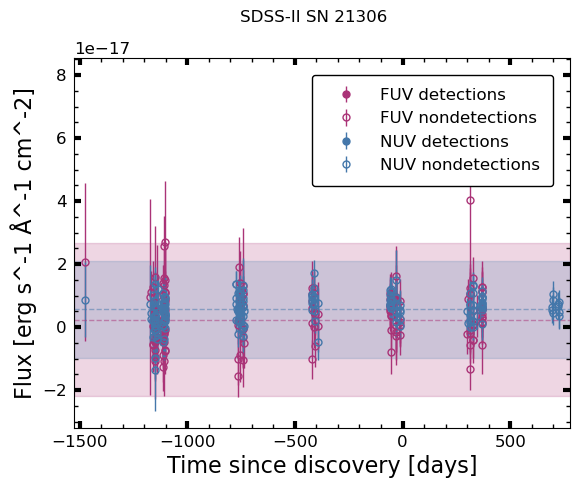 SDSS-II SN 21306
1e−17
8
6
4
2
0
−2
Flux [erg s^-1 Å^-1 cm^-2]
FUV detections
FUV nondetections
NUV detections
NUV nondetections
−1500 −1000 −500 0 500
Time since discovery [days]